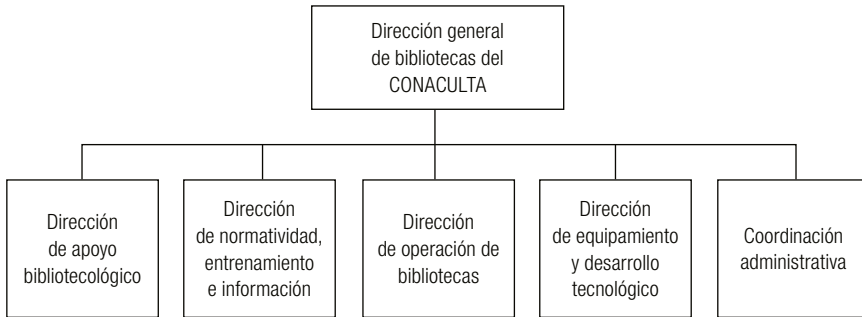 Dirección general
de bibliotecas del
CONACULTA
Dirección
de apoyo
bibliotecológico
Dirección
de normatividad,
entrenamiento
e información
Dirección
de operación de
bibliotecas
Dirección
de equipamiento
y desarrollo
tecnológico
Coordinación
administrativa